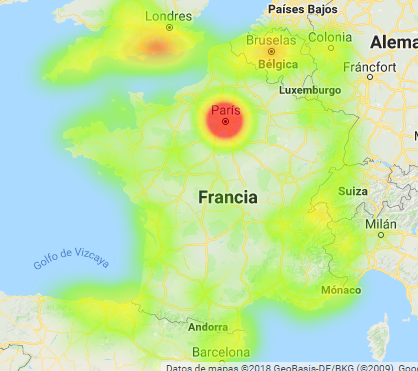 Londres
Países Bajos
Bruselas
Colonia
Alema
Bélgica
Fráncfort
Luxemburgo
París
Francia
Suiza
Milán
Golfo de Vizcaya
Mónaco
Andorra
Barcelona
Datos de mapas ©2018 GeoBasis-DE/BKG (©2009), Goog